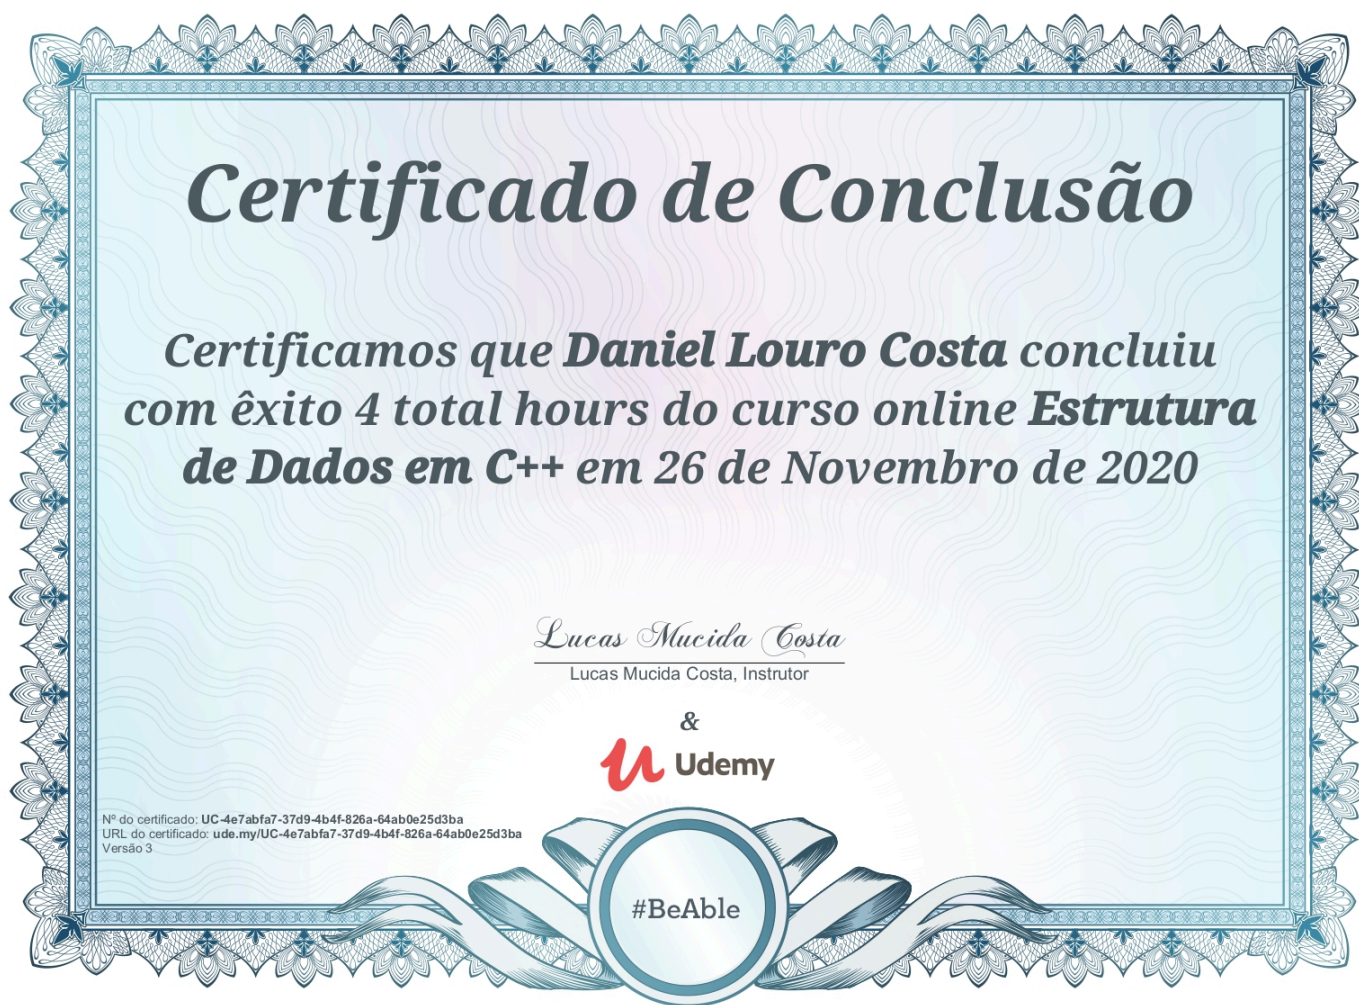 Certificado de Conclusão
Certificamos que Daniel Louro Costa concluiu
com êxito 4 total hours do curso online Estrutura
de Dados em C++ em 26 de Novembro de 2020
Lucas Mucida Costa
Lucas Mucida Costa, Instrutor
&
Udemy
Nº do certificado: UC-4e7abfa7-37d9-4b4f-826a-64ab0e25d3ba
URL do certificado: ude.my/UC-4e7abfa7-37d9-4b4f-826a-64ab0e25d3ba
Versão 3
#BeAble